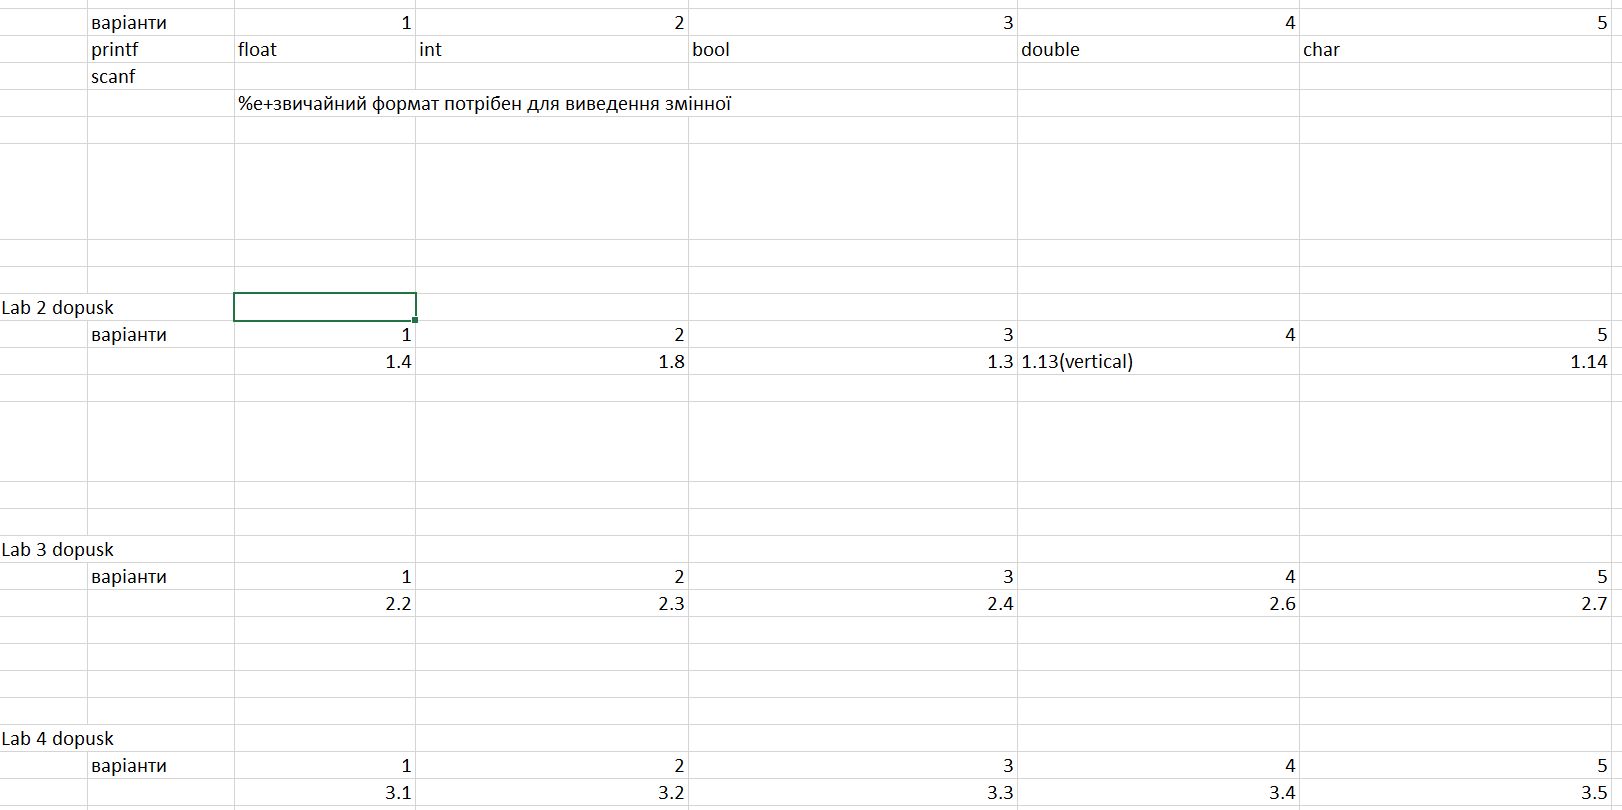 варіанти 1 2 3 4 5
printf float int bool double char
scanf
%e+звичайний формат потрібен для виведення змінної
Lab 2 dopusk
варіанти 1 2 3 4 5
1.4 1.8 1.3 1.13(vertical) 1.14
Lab 3 dopusk
варіанти 1 2 3 4 5
2.2 2.3 2.4 2.6 2.7
Lab 4 dopusk
варіанти 1 2 3 4 5
3.1 3.2 3.3 3.4 3.5